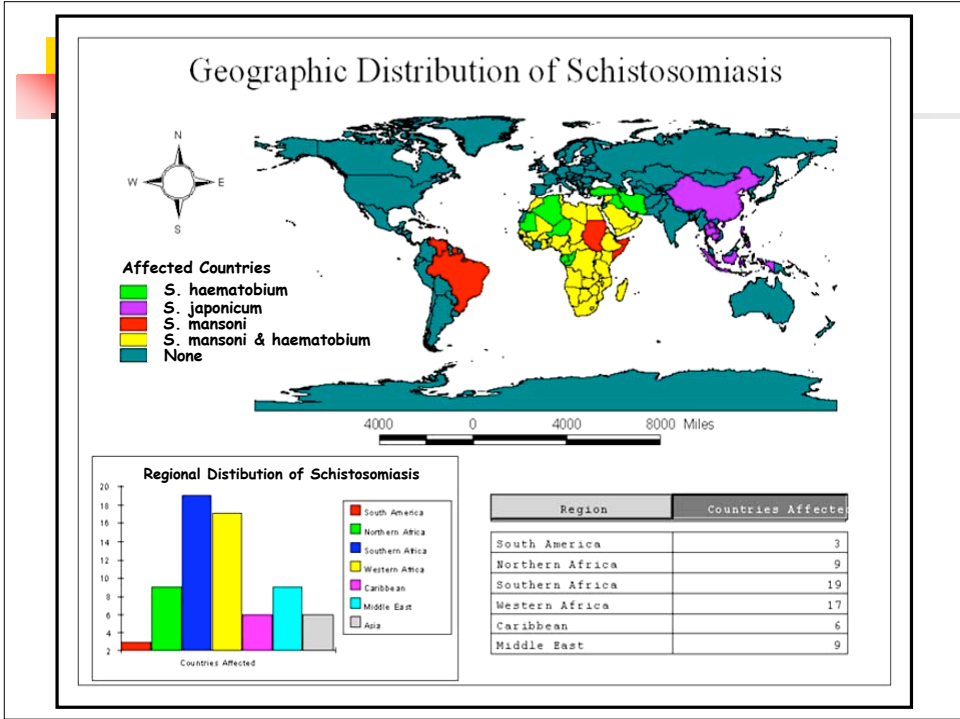 Geographic Distribution of Schistosomiasis
N
W E
S
Affected Countries
S. haematobium
S. japonicum
S. mansoni
S. mansoni & haematobium
None
4000 0 4000 8000 Miles
Regional Distibution of Schistosomiasis
20
18
16
14
12
10
8
6
4
2
Countries Affected
South America
Northern Africa
Southern Africa
Western Africa
Caribbean
Middle East
Asia
Region Countries Affected
South America 3
Northern Africa 9
Southern Africa 19
Western Africa 17
Caribbean 6
Middle East 9